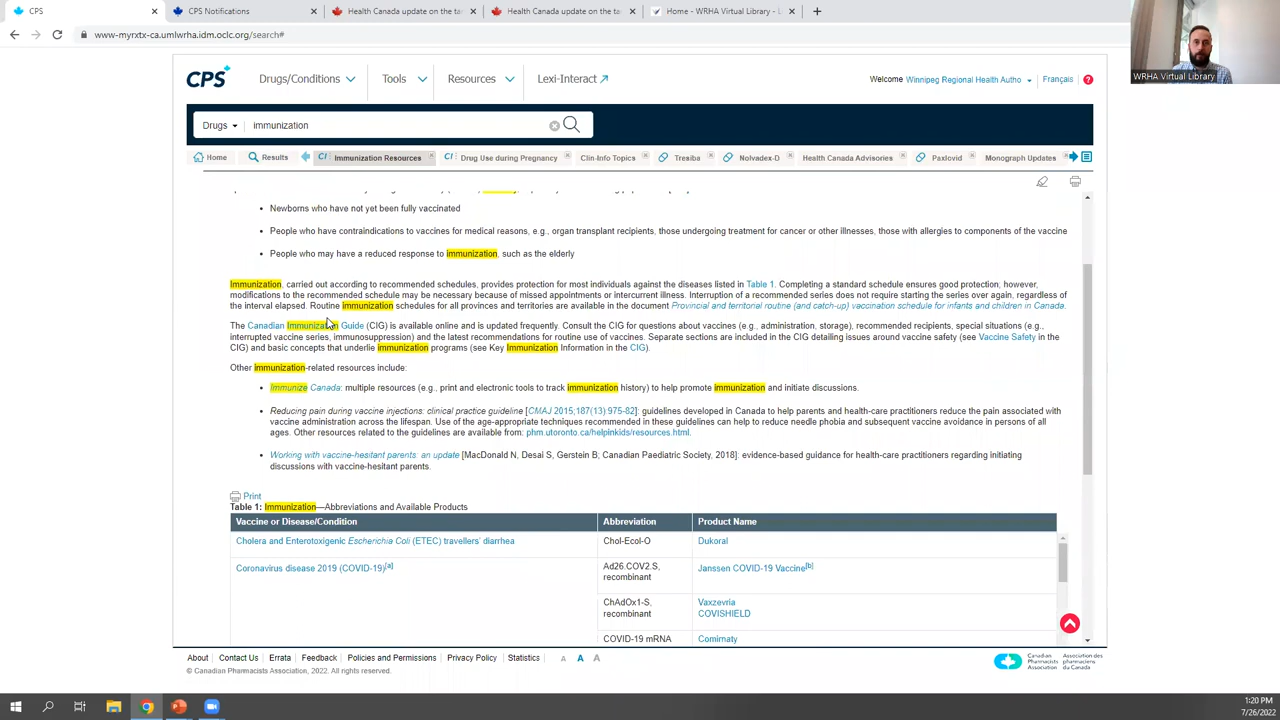 CPS
CPS Notifications
Health Canada update on the ta
Health Canada update on the ta
Home - WRHA Virtual Library - L
www-myrxtx-ca.umlwrha.idm.oclc.org/search#
WRHA Virtual Library
CPS
Drugs/Conditions
Tools
Resources
Lexi-Interact
Welcome Winnipeg Regional Health Autho
Français
Drugs
immunization
Home
Results
CI Immunization Resources
CI Drug Use during Pregnancy
Clin-Info Topics
Tresiba
Nolvadex-D
Health Canada Advisories
Paxlovid
Monograph Updates
• Newborns who have not yet been fully vaccinated
• People who have contraindications to vaccines for medical reasons, e.g., organ transplant recipients, those undergoing treatment for cancer or other illnesses, those with allergies to components of the vaccine
• People who may have a reduced response to immunization, such as the elderly
Immunization, carried out according to recommended schedules, provides protection for most individuals against the diseases listed in Table 1. Completing a standard schedule ensures good protection, however,
modifications to the recommended schedule may be necessary because of missed appointments or intercurrent illness. Interruption of a recommended series does not require starting the series over again, regardless of
the interval elapsed. Routine immunization schedules for all provinces and territories are available in the document Provincial and territorial routine (and catch-up) vaccination schedule for infants and children in Canada.
The Canadian Immunization Guide (CIG) is available online and is updated frequently. Consult the CIG for questions about vaccines (e.g., administration, storage), recommended recipients, special situations (e.g.,
interrupted vaccine series, immunosuppression) and the latest recommendations for routine use of vaccines. Separate sections are included in the CIG detailing issues around vaccine safety (see Vaccine Safety in the
CIG) and basic concepts that underlie immunization programs (see Key Immunization Information in the CIG).
Other immunization-related resources include:
• Immunize Canada: multiple resources (e.g., print and electronic tools to track immunization history) to help promote immunization and initiate discussions.
• Reducing pain during vaccine injections: clinical practice guideline [CMAJ 2015;187(13):975-82]: guidelines developed in Canada to help parents and health-care practitioners reduce the pain associated with
vaccine administration across the lifespan. Use of the age-appropriate techniques recommended in these guidelines can help to reduce needle phobia and subsequent vaccine avoidance in persons of all
ages. Other resources related to the guidelines are available from: phm.utoronto.ca/helpinkids/resources.html.
• Working with vaccine-hesitant parents: an update [MacDonald N, Desai S, Gerstein B; Canadian Paediatric Society, 2018]: evidence-based guidance for health-care practitioners regarding initiating
discussions with vaccine-hesitant parents.
Print
Table 1: Immunization—Abbreviations and Available Products
Vaccine or Disease/Condition
Abbreviation
Product Name
Cholera and Enterotoxigenic Escherichia Coli (ETEC) travellers' diarrhea
Chol-Ecol-O
Dukoral
Coronavirus disease 2019 (COVID-19)[a]
Ad26.COV2.S,
recombinant
Janssen COVID-19 Vaccine[b]
ChAdOx1-S,
recombinant
Vaxzevria
COVISHIELD
COVID-19 mRNA
Comirnaty
About
Contact Us
Errata
Feedback
Policies and Permissions
Privacy Policy
Statistics
A
A
A
© Canadian Pharmacists Association, 2022. All rights reserved.
Canadian
Pharmacists
Association
Association des
pharmaciens
du Canada
1:20 PM
7/26/2022